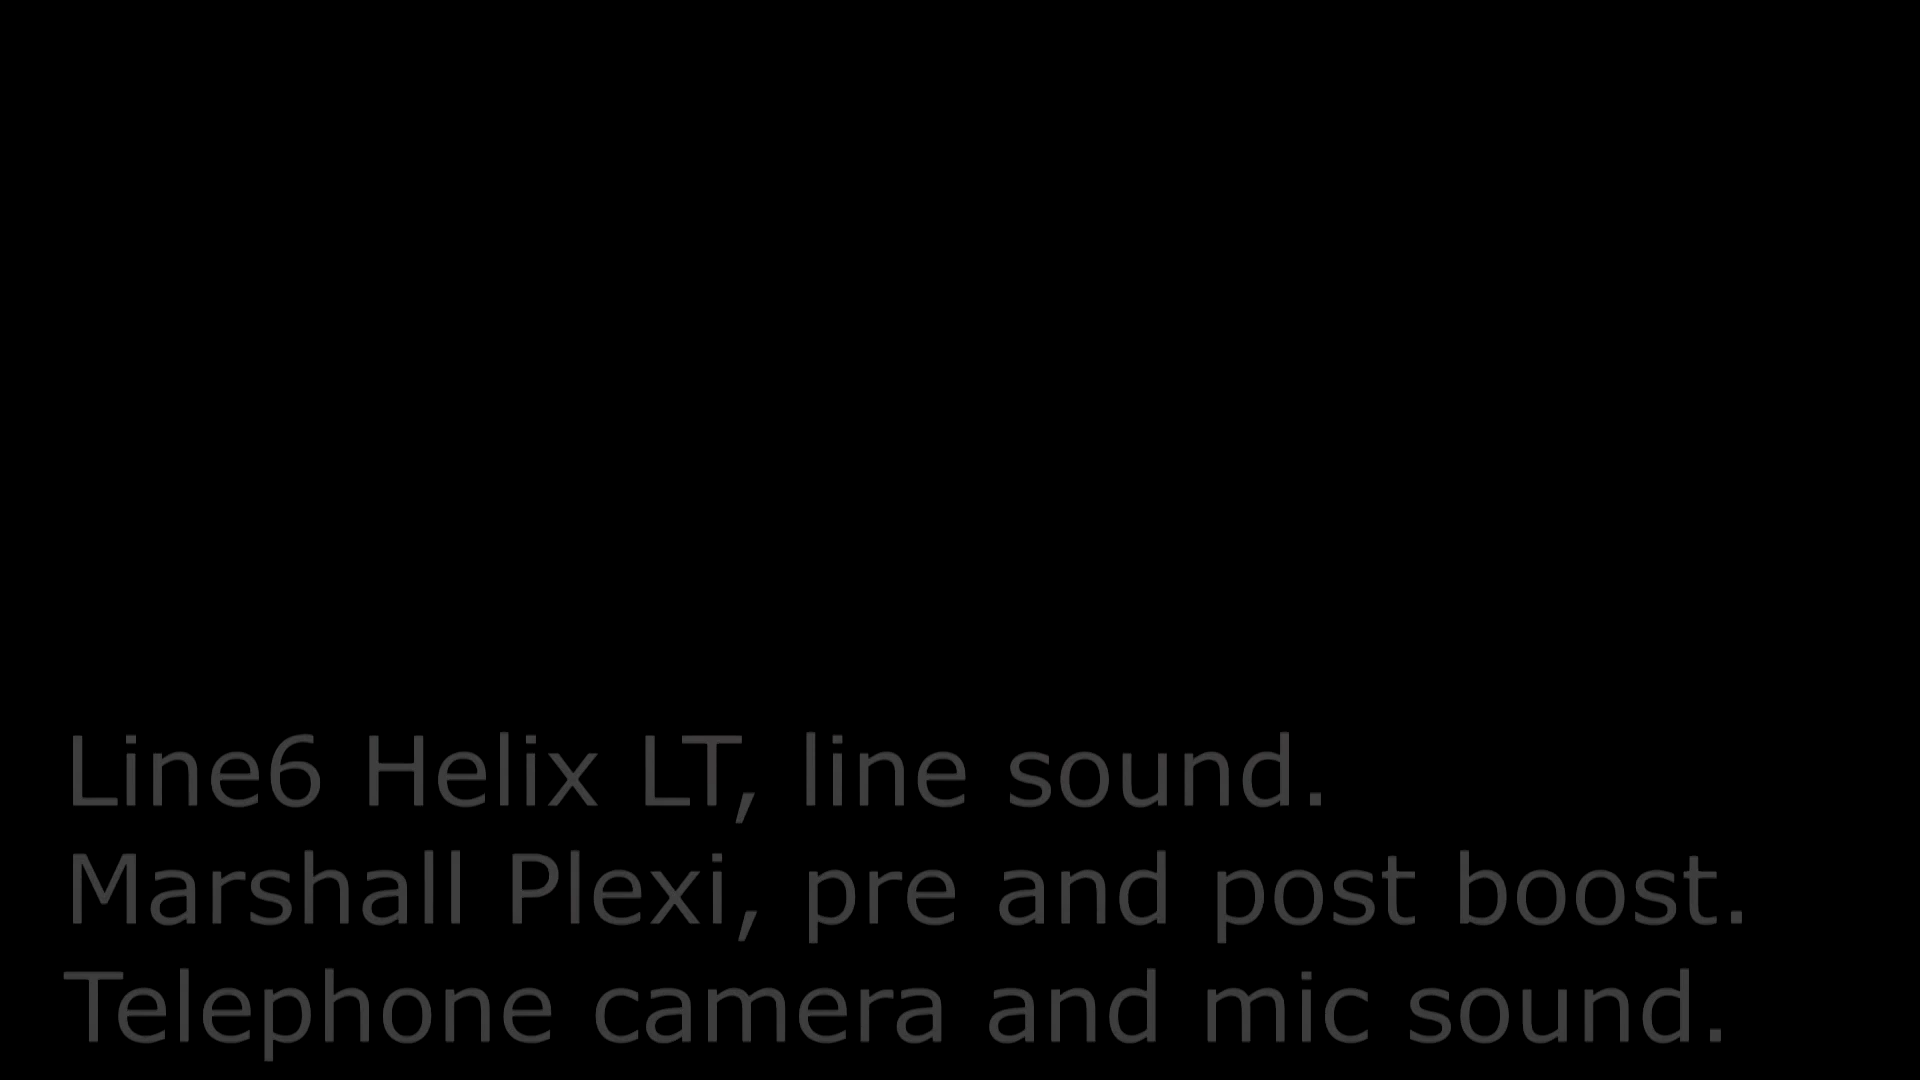 Line6 Helix LT, line sound.
Marshall Plexi, pre and post boost.
Telephone camera and mic sound.